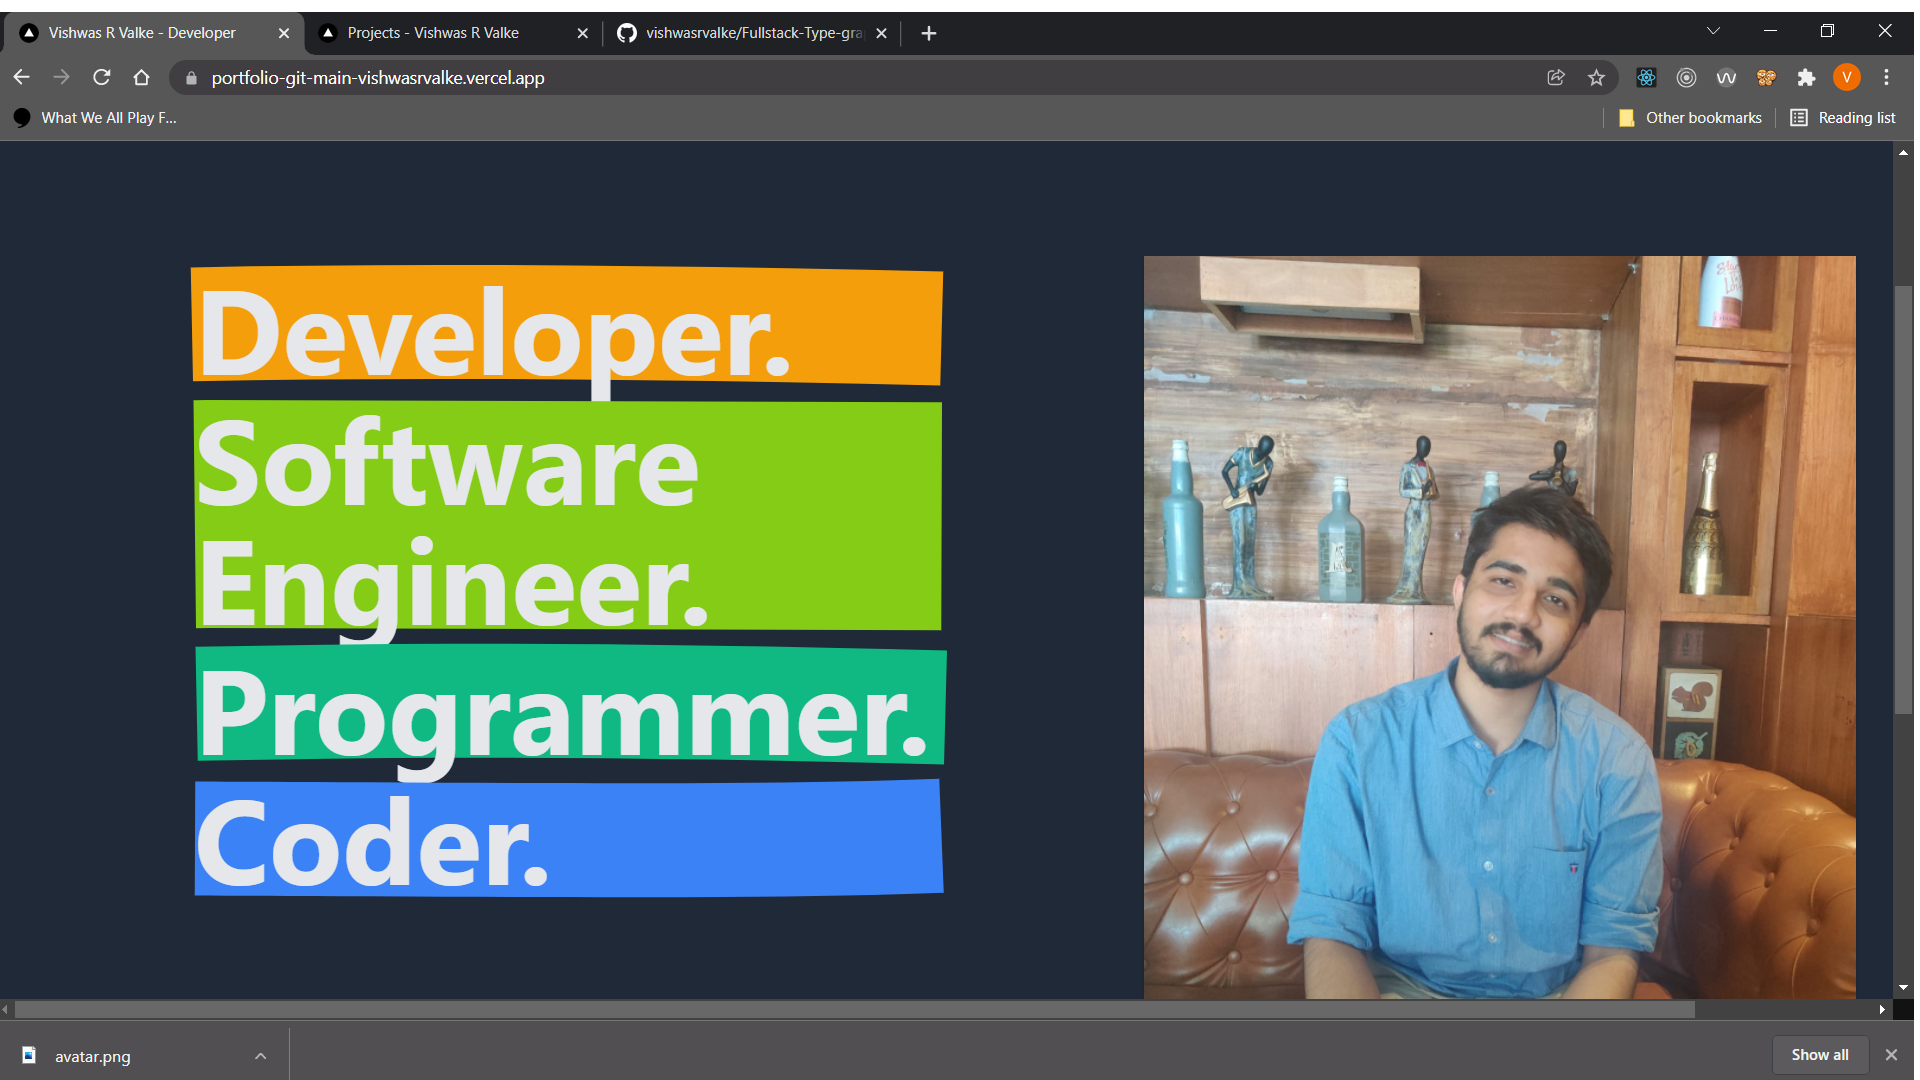 Vishwas R Valke - Developer
Projects - Vishwas R Valke
vishwasrvalke/Fullstack-Type-gra
portfolio-git-main-vishwasrvalke.vercel.app
V
What We All Play F...
Other bookmarks
Reading list
Developer.
Software
Engineer.
Programmer.
Coder.
avatar.png
Show all